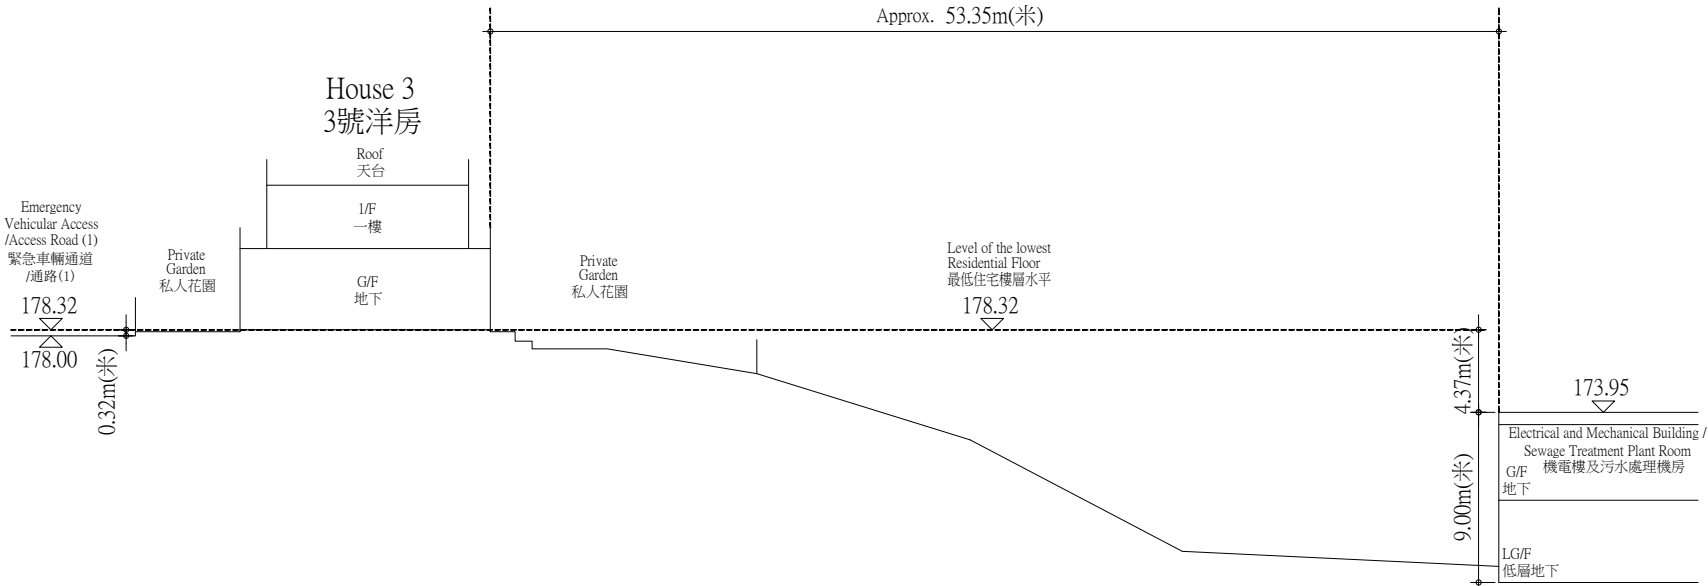 Approx. 53.35m(米)
House 3
3號洋房
Roof
天台
1/F
一樓
G/F
地下
Emergency
Vehicular Access
/Access Road (1)
緊急車輛通道
/通路(1)
178.32
178.00
0.32m(米)
Private
Garden
私人花園
Private
Garden
私人花園
Level of the lowest
Residential Floor
最低住宅樓層水平
178.32
4.37m(米)
173.95
9.00m(米)
Electrical and Mechanical Building /
Sewage Treatment Plant Room
機電樓及污水處理機房
G/F
地下
LG/F
低層地下